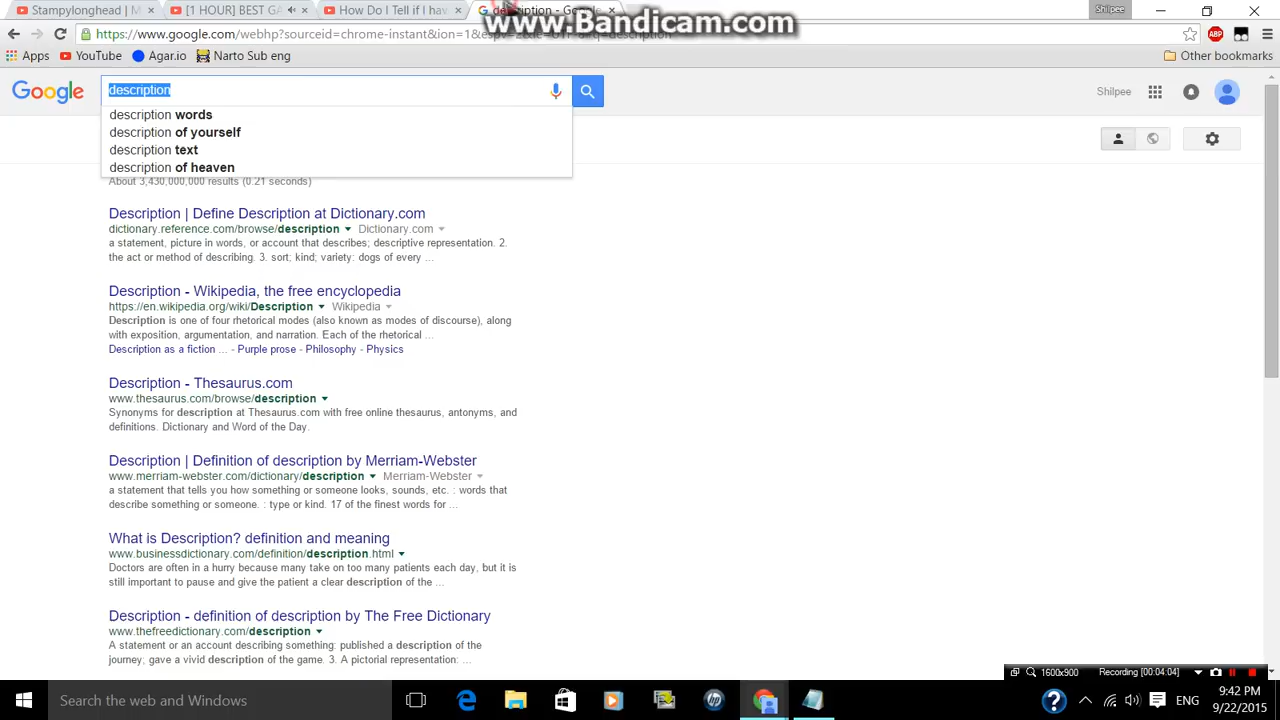 Stampylonghead | M
[1 HOUR] BEST GA
How Do I Tell if I hav
description - Google
www.Bandicam.com
Shilpee
https://www.google.com/webhp?sourceid=chrome-instant&ion=1&esp
Apps
YouTube
Agar.io
Narto Sub eng
Other bookmarks
Google
description
Shilpee
description words
description of yourself
description text
description of heaven
About 3,430,000,000 results (0.21 seconds)
Description | Define Description at Dictionary.com
dictionary.reference.com/browse/description Dictionary.com
a statement, picture in words, or account that describes; descriptive representation. 2.
the act or method of describing. 3. sort; kind; variety: dogs of every ...
Description - Wikipedia, the free encyclopedia
https://en.wikipedia.org/wiki/Description Wikipedia
Description is one of four rhetorical modes (also known as modes of discourse), along
with exposition, argumentation, and narration. Each of the rhetorical ...
Description as a fiction ... - Purple prose - Philosophy - Physics
Description - Thesaurus.com
www.thesaurus.com/browse/description
Synonyms for description at Thesaurus.com with free online thesaurus, antonyms, and
definitions. Dictionary and Word of the Day.
Description | Definition of description by Merriam-Webster
www.merriam-webster.com/dictionary/description Merriam-Webster
a statement that tells you how something or someone looks, sounds, etc. : words that
describe something or someone. : type or kind. 17 of the finest words for ...
What is Description? definition and meaning
www.businessdictionary.com/definition/description.html
Doctors are often in a hurry because many take on too many patients each day, but it is
still important to pause and give the patient a clear description of the ...
Description - definition of description by The Free Dictionary
www.thefreedictionary.com/description
A statement or an account describing something: published a description of the
journey; gave a vivid description of the game. 3. A pictorial representation: ...
1600x900 Recording [00:04:04]
Search the web and Windows
ENG
9:42 PM
9/22/2015